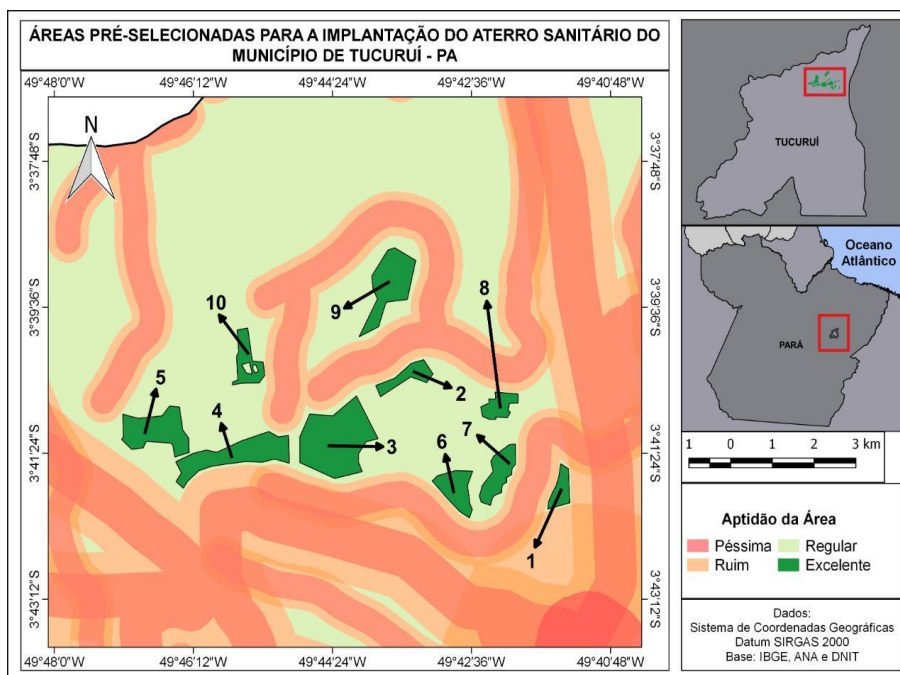 ÁREAS PRÉ-SELECIONADAS PARA A IMPLANTAÇÃO DO ATERRO SANITÁRIO DO
MUNICÍPIO DE TUCURUÍ - PA
49°48'0"W 49°46'12"W 49°44'24"W 49°42'36"W 49°40'48"W
N
3°37'48"S 3°37'48"S
3°39'36"S 3°39'36"S
10
9
8
5
4
2
3
6
7
3°41'24"S 3°41'24"S
1
3°43'12"S 3°43'12"S
49°48'0"W 49°46'12"W 49°44'24"W 49°42'36"W 49°40'48"W
TUCURUÍ
Oceano
Atlântico
PARÁ
1 0 1 2 3 km
Aptidão da Área
Péssima Regular
Ruim Excelente
Dados:
Sistema de Coordenadas Geográficas
Datum SIRGAS 2000
Base: IBGE, ANA e DNIT